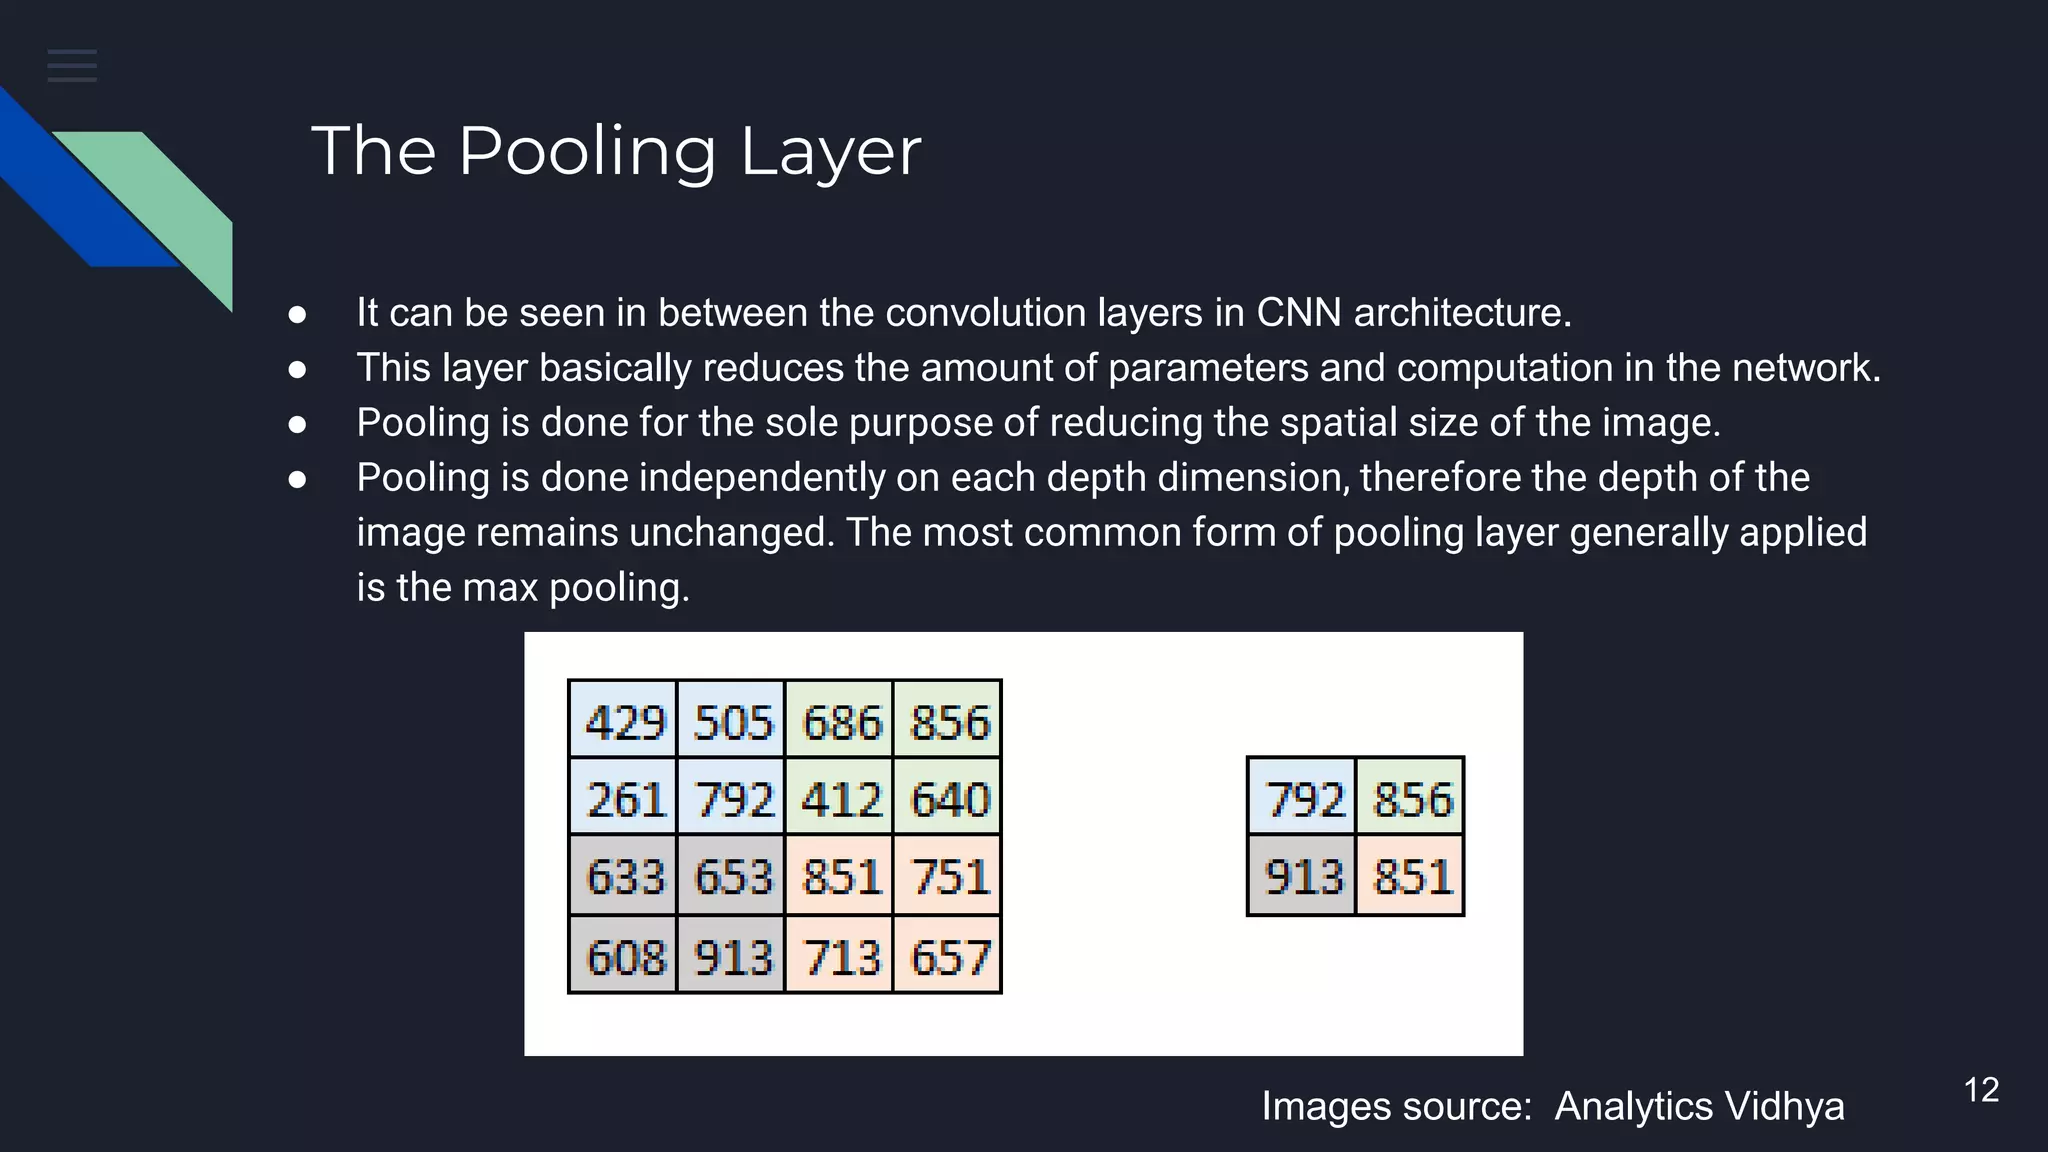 The Pooling Layer
● It can be seen in between the convolution layers in CNN architecture.
● This layer basically reduces the amount of parameters and computation in the network.
● Pooling is done for the sole purpose of reducing the spatial size of the image.
● Pooling is done independently on each depth dimension, therefore the depth of the
image remains unchanged. The most common form of pooling layer generally applied
is the max pooling.
429 505 686 856
261 792 412 640
633 653 851 751
608 913 713 657
792 856
913 851
Images source: Analytics Vidhya
12